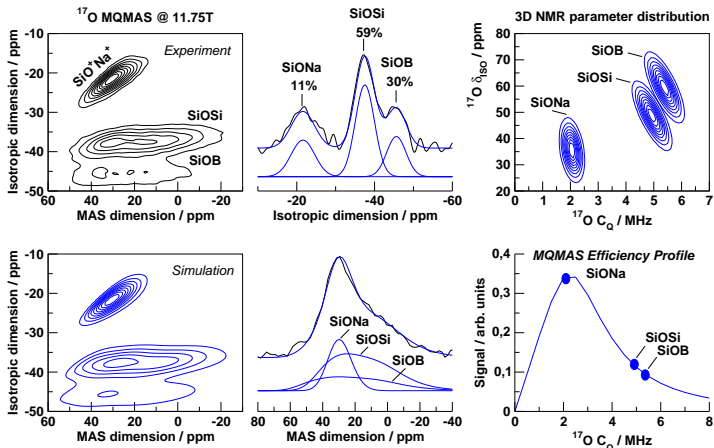 ¹⁷O MQMAS @ 11.75T
Isotropic dimension / ppm
-10
-20
-30
-40
-50
60 40 20 0 -20
MAS dimension / ppm
Experiment
SiO⁺Na⁺
SiOSi
SiOB
SiOSi
59%
SiONa
11%
SiOB
30%
-20 -40 -60
Isotropic dimension / ppm
3D NMR parameter distribution
¹⁷O δISO / ppm
80
70
60
50
40
30
20
0 1 2 3 4 5 6 7
¹⁷O CQ / MHz
SiOB
SiOSi
SiONa
Isotropic dimension / ppm
-10
-20
-30
-40
-50
60 40 20 0 -20
MAS dimension / ppm
Simulation
SiONa
SiOSi
SiOB
80 60 40 20 0 -20 -40
MAS dimension / ppm
MQMAS Efficiency Profile
Signal / arb. units
0,4
0,3
0,2
0,1
0
0 2 4 6 8
¹⁷O CQ / MHz
SiONa
SiOSi
SiOB